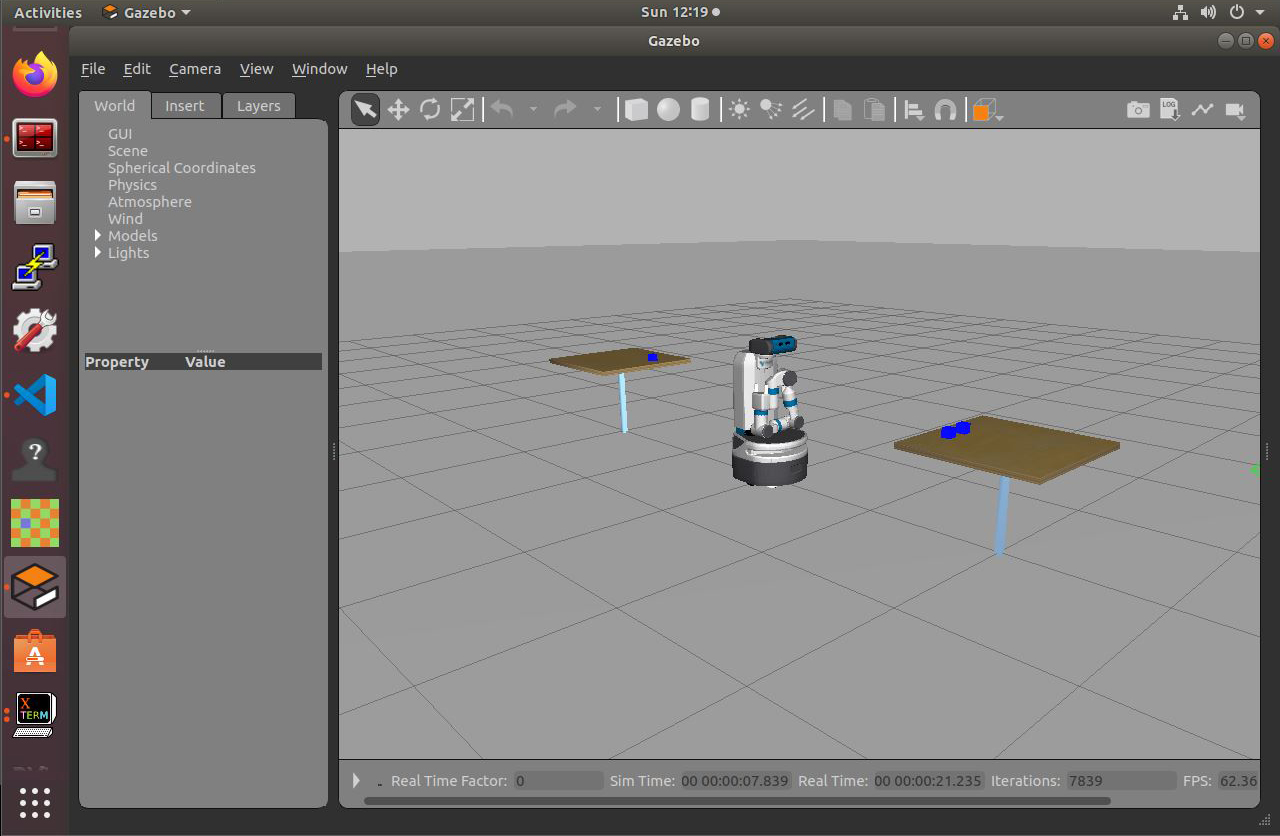 Activities Gazebo Sun 12:19
Gazebo
File Edit Camera View Window Help
World Insert Layers
LOG
GUI
Scene
Spherical Coordinates
Physics
Atmosphere
Wind
Models
Lights
Property Value
?
A
X
TERM
Real Time Factor: 0 Sim Time: 00 00:00:07.839 Real Time: 00 00:00:21.235 Iterations: 7839 FPS: 62.36